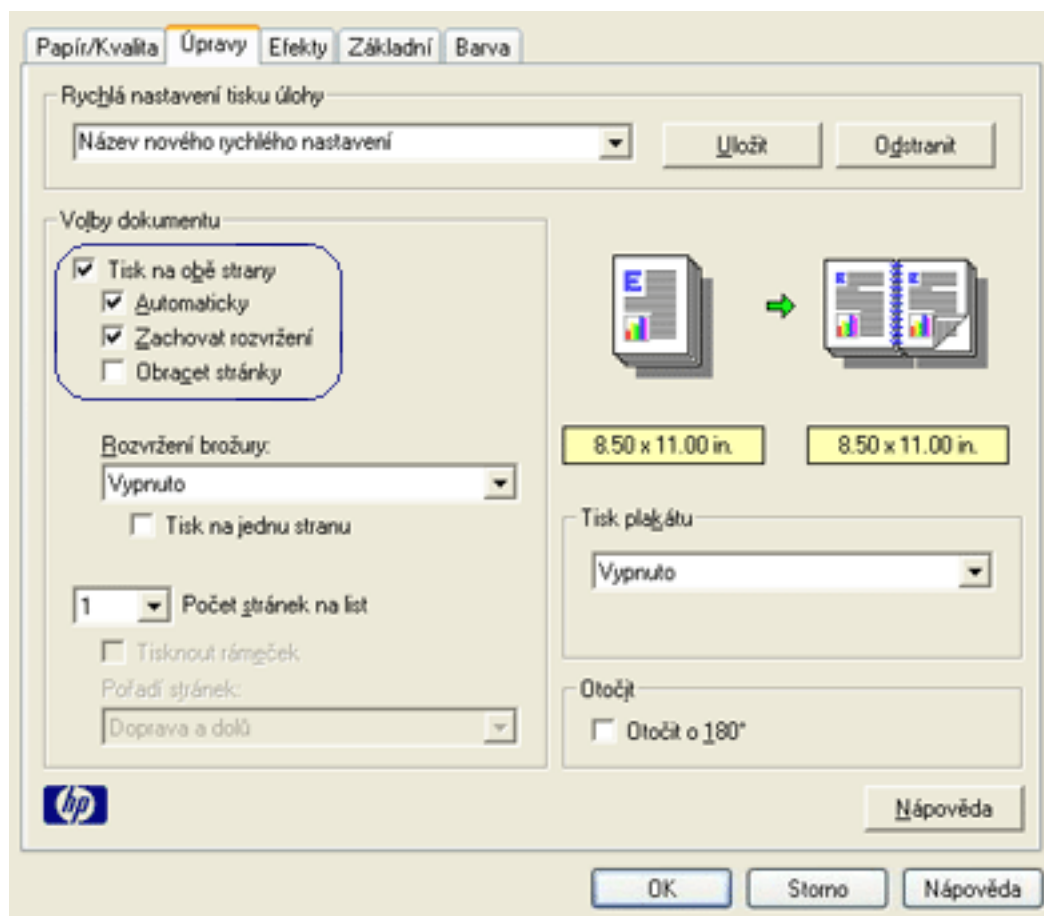 Papír/Kvalita Úpravy Efekty Základní Barva
Rychlá nastavení tisku úlohy
Název nového rychlého nastavení Uložit Odstranit
Volby dokumentu
Tisk na obě strany
Automaticky
Zachovat rozvržení
Obracet stránky
E E E
8.50 x 11.00 in. 8.50 x 11.00 in.
Rozvržení brožury:
Vypnuto
Tisk na jednu stranu
Tisk plakátu
Vypnuto
1 Počet stránek na list
Tisknout rámeček
Pořadí stránek:
Doprava a dolů
Otočit
Otočit o 180°
hp
Nápověda
OK Storno Nápověda